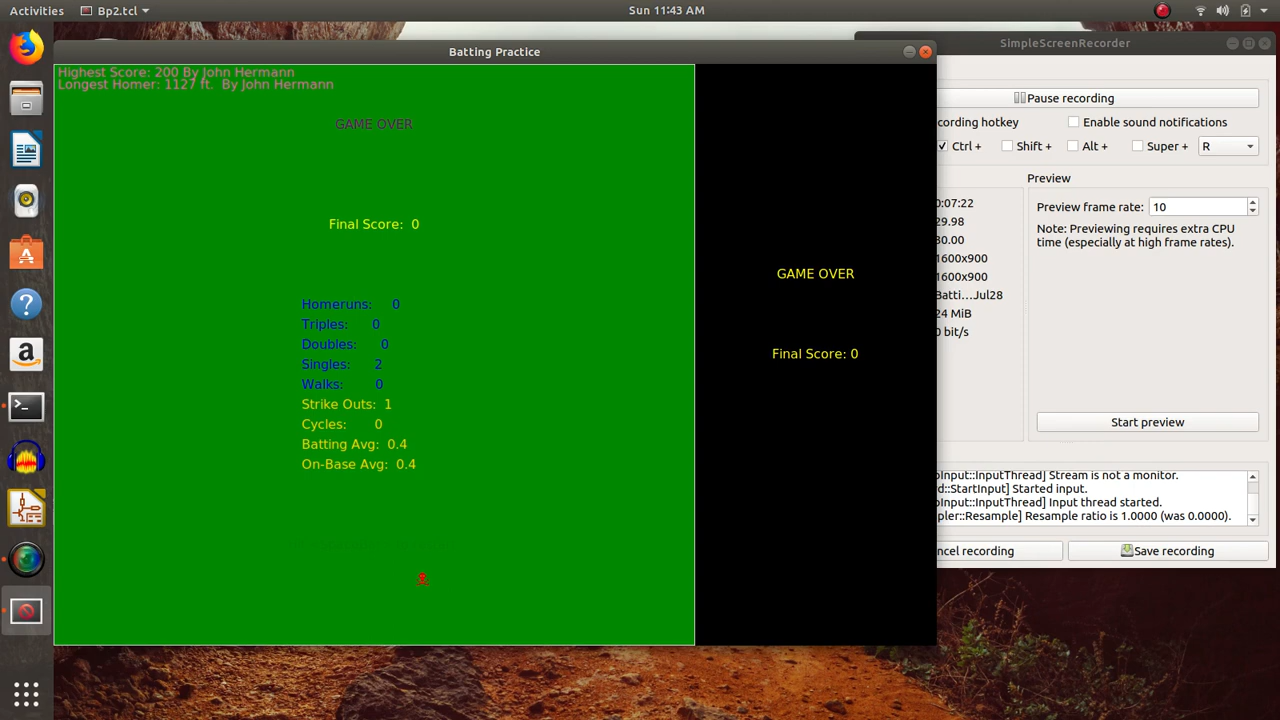 Activities
Bp2.tcl
Sun 11:43 AM
Batting Practice
Highest Score: 200 By John Hermann
Longest Homer: 1127 ft.  By John Hermann
GAME OVER
Final Score:  0
Homeruns:  0
Triples:  0
Doubles:  0
Singles:  2
Walks:  0
Strike Outs:  1
Cycles:  0
Batting Avg:  0.4
On-Base Avg:  0.4
GAME OVER
Final Score: 0
SimpleScreenRecorder
Pause recording
cording hotkey
Enable sound notifications
Ctrl +
Shift +
Alt +
Super +
R
Preview
0:07:22
29.98
30.00
1600x900
1600x900
Batti…Jul28
24 MiB
0 bit/s
Preview frame rate:
10
Note: Previewing requires extra CPU
time (especially at high frame rates).
Start preview
oInput::InputThread] Stream is not a monitor.
d::StartInput] Started input.
oInput::InputThread] Input thread started.
pler::Resample] Resample ratio is 1.0000 (was 0.0000).
ncel recording
Save recording